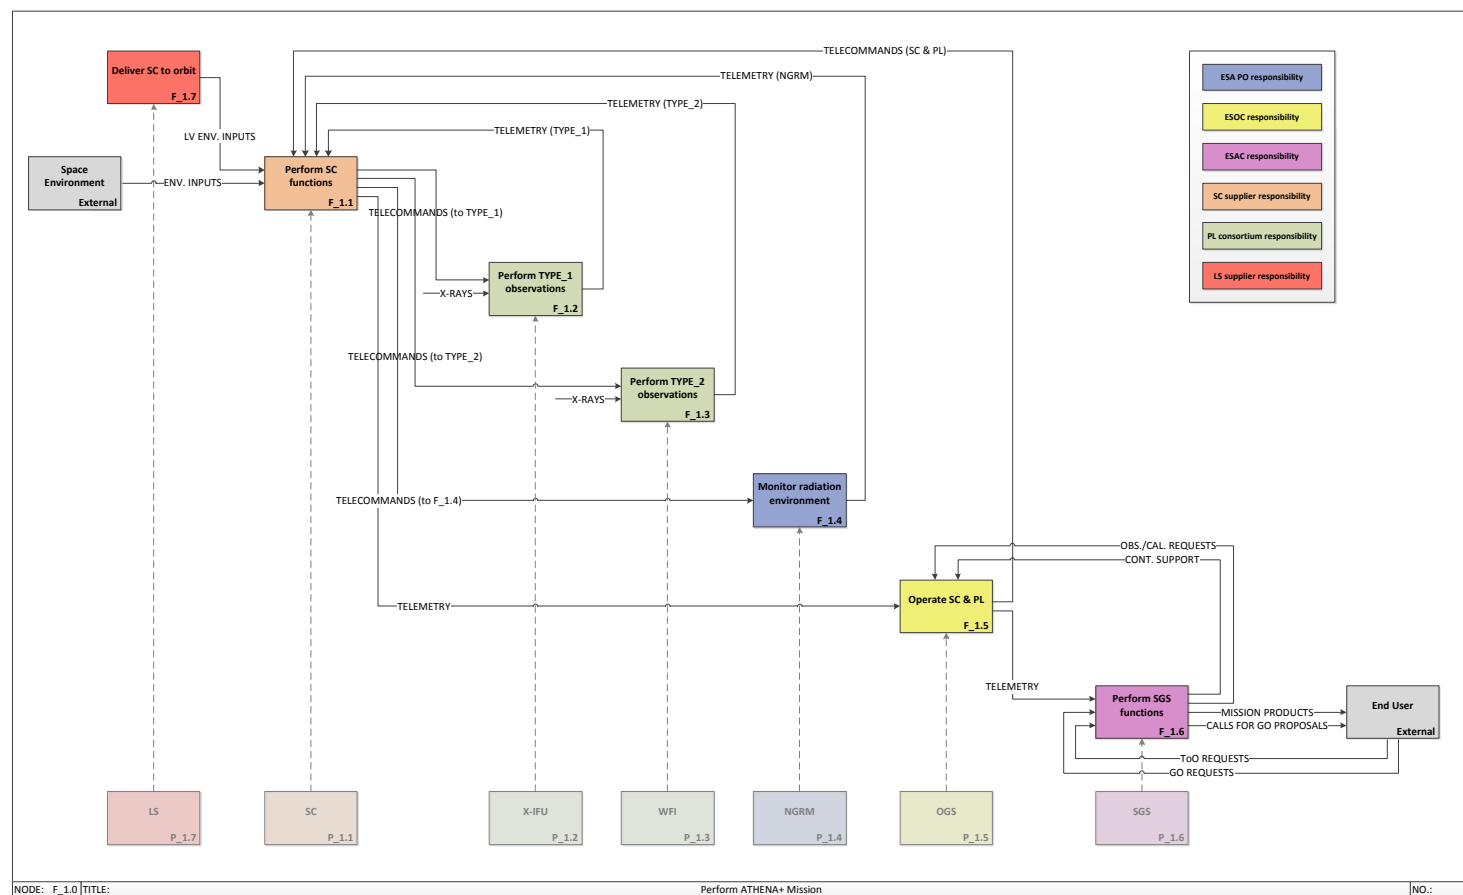 TELECOMMANDS (SC & PL)
Deliver SC to orbit
F_1.7
TELEMETRY (NGRM)
ESA PO responsibility
TELEMETRY (TYPE_2)
ESOC responsibility
LV ENV. INPUTS
TELEMETRY (TYPE_1)
ESAC responsibility
Space
Environment
External
ENV. INPUTS
Perform SC
functions
F_1.1
SC supplier responsibility
TELECOMMANDS (to TYPE_1)
PL consortium responsibility
LS supplier responsibility
Perform TYPE_1
observations
F_1.2
X-RAYS
TELECOMMANDS (to TYPE_2)
Perform TYPE_2
observations
F_1.3
X-RAYS
TELECOMMANDS (to F_1.4)
Monitor radiation
environment
F_1.4
OBS./CAL. REQUESTS
CONT. SUPPORT
TELEMETRY
Operate SC & PL
F_1.5
TELEMETRY
Perform SGS
functions
F_1.6
MISSION PRODUCTS
CALLS FOR GO PROPOSALS
End User
External
ToO REQUESTS
GO REQUESTS
LS
P_1.7
SC
P_1.1
X-IFU
P_1.2
WFI
P_1.3
NGRM
P_1.4
OGS
P_1.5
SGS
P_1.6
NODE: F_1.0 TITLE: Perform ATHENA+ Mission NO.: